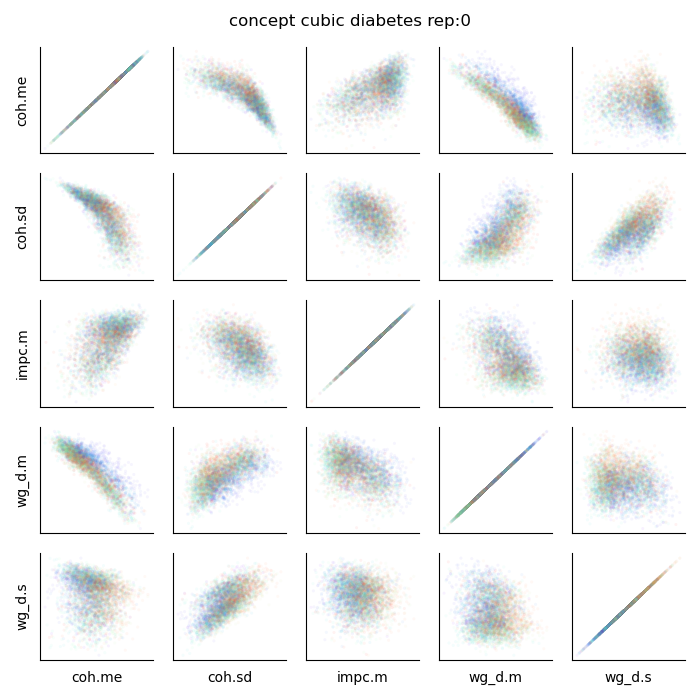 concept cubic diabetes rep:0
coh.me
coh.sd
impc.m
wg_d.m
wg_d.s
coh.me
coh.sd
impc.m
wg_d.m
wg_d.s